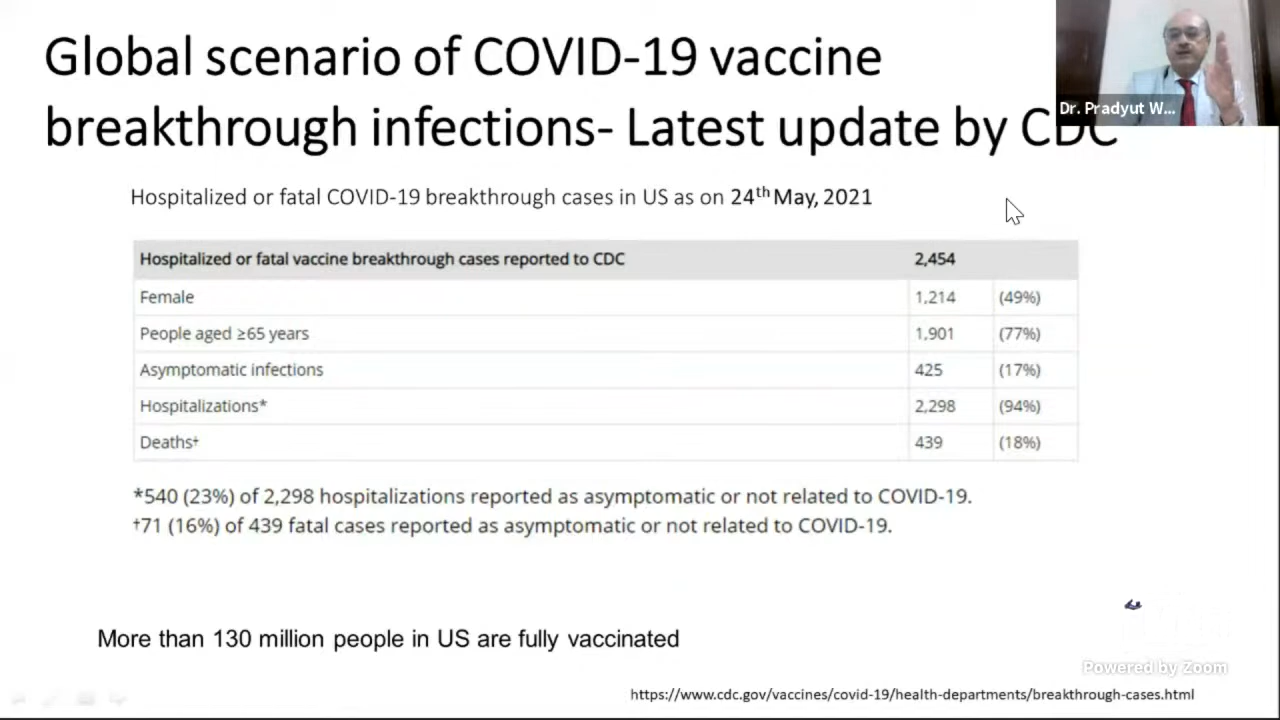 Global scenario of COVID-19 vaccine
breakthrough infections- Latest update by CDC
Dr. Pradyut W...
Hospitalized or fatal COVID-19 breakthrough cases in US as on 24th May, 2021
Hospitalized or fatal vaccine breakthrough cases reported to CDC 2,454
Female 1,214 (49%)
People aged ≥65 years 1,901 (77%)
Asymptomatic infections 425 (17%)
Hospitalizations* 2,298 (94%)
Deaths† 439 (18%)
*540 (23%) of 2,298 hospitalizations reported as asymptomatic or not related to COVID-19.
†71 (16%) of 439 fatal cases reported as asymptomatic or not related to COVID-19.
More than 130 million people in US are fully vaccinated
Powered by Zoom
https://www.cdc.gov/vaccines/covid-19/health-departments/breakthrough-cases.html